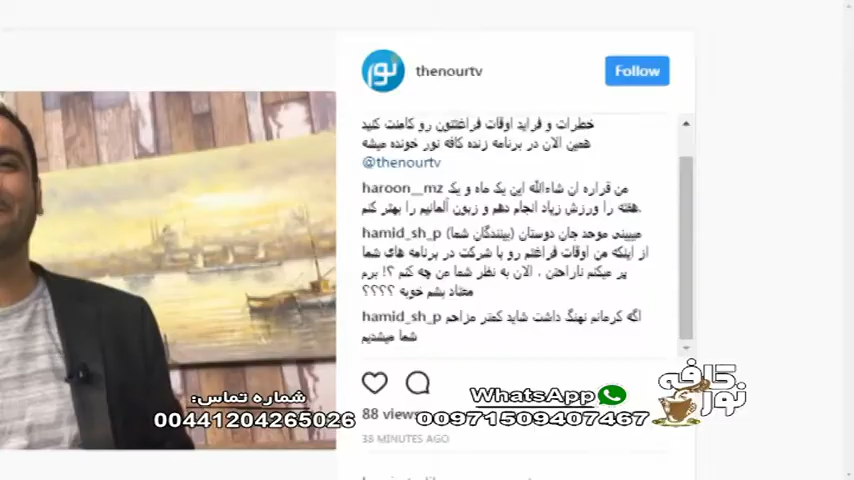 نور
thenourtv
Follow
خطرات و فراید اوقات فراغتتون رو کامنت کنید
همین الان در برنامه زنده کافه نور خونده میشه
@thenourtv
haroon__mz من قراره ان شاءالله این یک ماه و یک
هفته را ورزش زیاد انجام دهم و زبون آلمانیم را بهتر کنم.
hamid_sh_p میبینی موحد جان دوستان (بینندگان شما)
از اینکه من اوقات فراغتم رو با شرکت در برنامه های شما
پر میکنم ناراحتن . الان به نظر شما من چه کنم ؟! برم
معتاد بشم خوبه ؟؟؟؟
hamid_sh_p اگه کرمانم نهنگ داشت شاید کمتر مزاحم
شما میشدیم
88 views
38 MINUTES AGO
شماره تماس:
00441204265026
WhatsApp
00971509407467
کافه
نوری